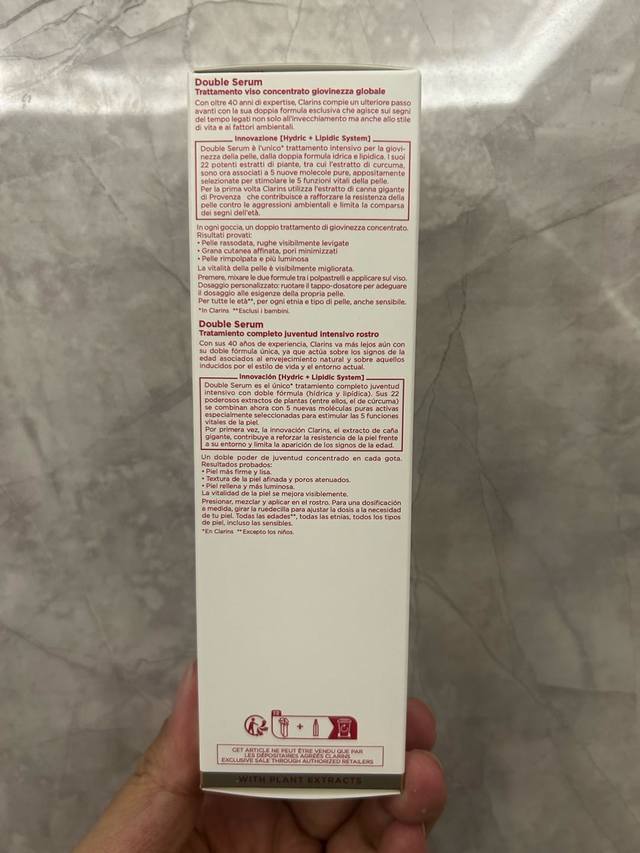 Double Serum
Trattamento viso concentrato giovinezza globale
Con oltre 40 anni di expertise, Clarins compie un ulteriore passo
avanti con la sua doppia formula esclusiva che agisce sui segni
del tempo legati non solo all'invecchiamento ma anche allo stile
di vita e ai fattori ambientali.
Innovazione [Hydric + Lipidic System]
Double Serum è l'unico* trattamento intensivo per la giovi-
nezza della pelle, dalla doppia formula idrica e lipidica. I suoi
22 potenti estratti di piante, tra cui l'estratto di curcuma,
sono ora associati a 5 nuove molecole pure, appositamente
selezionate per stimolare le 5 funzioni vitali della pelle.
Per la prima volta Clarins utilizza l'estratto di canna gigante
di Provenza che contribuisce a rafforzare la resistenza della
pelle contro le aggressioni ambientali e limita la comparsa
dei segni dell'età.
In ogni goccia, un doppio trattamento di giovinezza concentrato.
Risultati provati:
• Pelle rassodata, rughe visibilmente levigate
• Grana cutanea affinata, pori minimizzati
• Pelle rimpolpata e più luminosa
La vitalità della pelle è visibilmente migliorata.
Premere, mixare le due formule tra i polpastrelli e applicare sul viso.
Dosaggio personalizzato: ruotare il tappo-dosatore per adeguare
il dosaggio alle esigenze della propria pelle.
Per tutte le età**, per ogni etnia e tipo di pelle, anche sensibile.
*In Clarins **Esclusi i bambini.
Double Serum
Tratamiento completo juventud intensivo rostro
Con sus 40 años de experiencia, Clarins va más lejos aún con
su doble fórmula única, ya que actúa sobre los signos de la
edad asociados al envejecimiento natural y sobre aquellos
inducidos por el estilo de vida y el entorno actual.
Innovación [Hydric + Lipidic System]
Double Serum es el único* tratamiento completo juventud
intensivo con doble fórmula (hídrica y lipídica). Sus 22
poderosos extractos de plantas (entre ellos, el de cúrcuma)
se combinan ahora con 5 nuevas moléculas puras activas
especialmente seleccionadas para estimular las 5 funciones
vitales de la piel.
Por primera vez, la innovación Clarins, el extracto de caña
gigante, contribuye a reforzar la resistencia de la piel frente
a su entorno y limita la aparición de los signos de la edad.
Un doble poder de juventud concentrado en cada gota.
Resultados probados:
• Piel más firme y lisa.
• Textura de la piel afinada y poros atenuados.
• Piel rellena y más luminosa.
La vitalidad de la piel se mejora visiblemente.
Presionar, mezclar y aplicar en el rostro. Para una dosificación
a medida, girar la ruedecilla para ajustar la dosis a la necesidad
de tu piel. Todas las edades**, todas las etnias, todos los tipos
de piel, incluso las sensibles.
*En Clarins **Excepto los niños.
+
CET ARTICLE NE PEUT ÊTRE VENDU QUE PAR
LES DÉPOSITAIRES AGRÉÉS CLARINS
EXCLUSIVE SALE THROUGH AUTHORIZED RETAILERS
WITH PLANT EXTRACTS